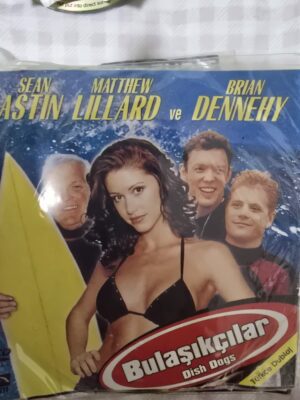 SEAN MATTHEW BRIAN
ASTIN LILLARD ve DENNEHY
Bulaşıkçılar
Dish Dogs
Türkçe Dublaj